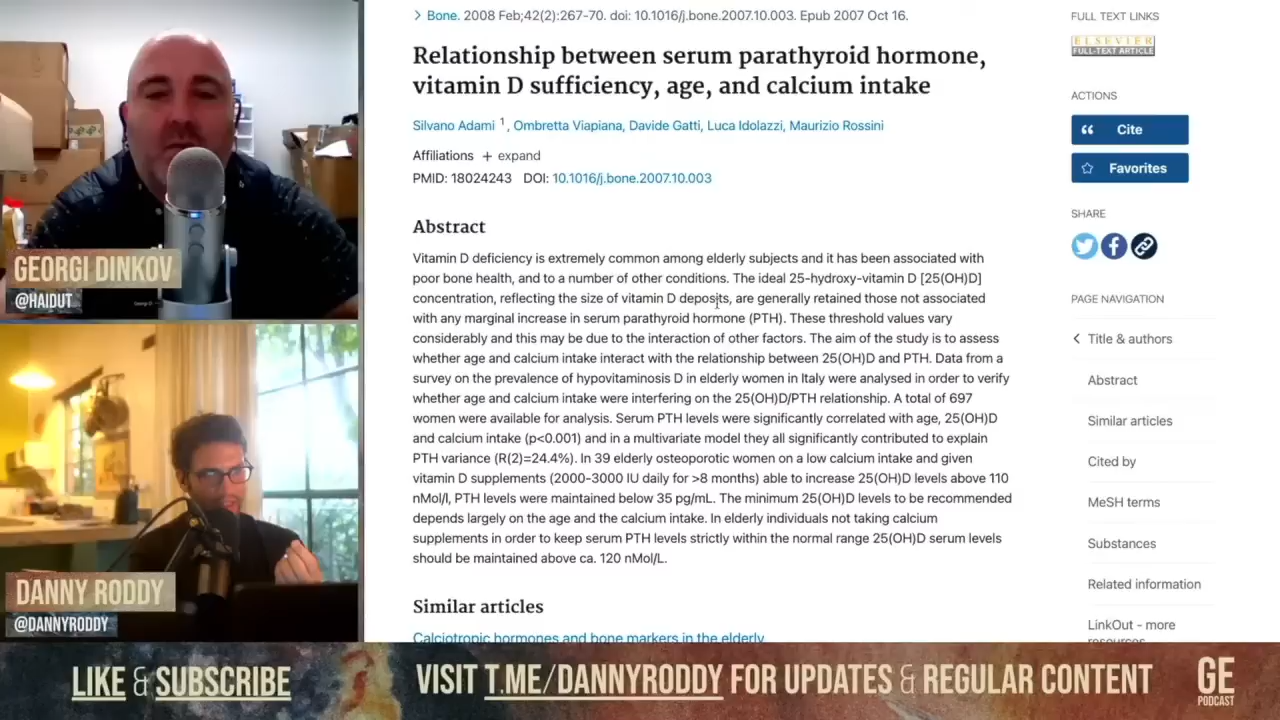 GEORGI DINKOV
@HAIDUT
DANNY RODDY
@DANNYRODDY
Bone. 2008 Feb;42(2):267-70. doi: 10.1016/j.bone.2007.10.003. Epub 2007 Oct 16.
Relationship between serum parathyroid hormone,
vitamin D sufficiency, age, and calcium intake
Silvano Adami 1, Ombretta Viapiana, Davide Gatti, Luca Idolazzi, Maurizio Rossini
Affiliations + expand
PMID: 18024243 DOI: 10.1016/j.bone.2007.10.003
Abstract
Vitamin D deficiency is extremely common among elderly subjects and it has been associated with
poor bone health, and to a number of other conditions. The ideal 25-hydroxy-vitamin D [25(OH)D]
concentration, reflecting the size of vitamin D deposits, are generally retained those not associated
with any marginal increase in serum parathyroid hormone (PTH). These threshold values vary
considerably and this may be due to the interaction of other factors. The aim of the study is to assess
whether age and calcium intake interact with the relationship between 25(OH)D and PTH. Data from a
survey on the prevalence of hypovitaminosis D in elderly women in Italy were analysed in order to verify
whether age and calcium intake were interfering on the 25(OH)D/PTH relationship. A total of 697
women were available for analysis. Serum PTH levels were significantly correlated with age, 25(OH)D
and calcium intake (p<0.001) and in a multivariate model they all significantly contributed to explain
PTH variance (R(2)=24.4%). In 39 elderly osteoporotic women on a low calcium intake and given
vitamin D supplements (2000-3000 IU daily for >8 months) able to increase 25(OH)D levels above 110
nMol/l, PTH levels were maintained below 35 pg/mL. The minimum 25(OH)D levels to be recommended
depends largely on the age and the calcium intake. In elderly individuals not taking calcium
supplements in order to keep serum PTH levels strictly within the normal range 25(OH)D serum levels
should be maintained above ca. 120 nMol/L.
Similar articles
Calciotropic hormones and bone markers in the elderly.
FULL TEXT LINKS
ELSEVIER
FULL-TEXT ARTICLE
ACTIONS
Cite
Favorites
SHARE
PAGE NAVIGATION
Title & authors
Abstract
Similar articles
Cited by
MeSH terms
Substances
Related information
LinkOut - more
resources
LIKE & SUBSCRIBE
VISIT T.ME/DANNYRODDY FOR UPDATES & REGULAR CONTENT
GE
PODCAST